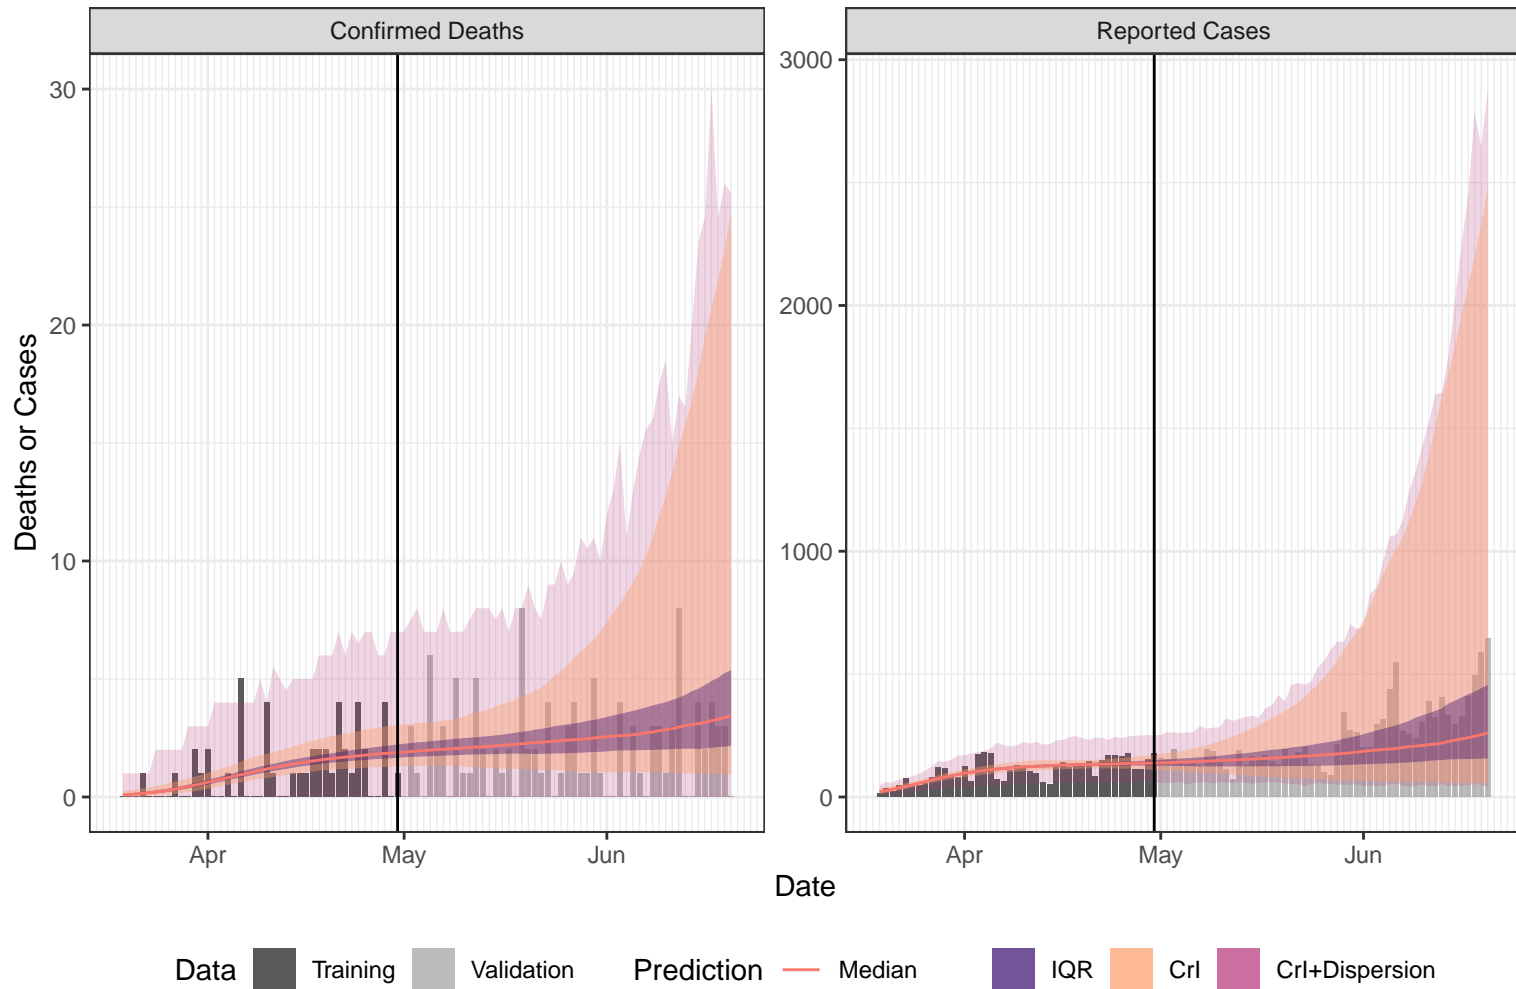 Confirmed Deaths
Reported Cases
Deaths or Cases
30
20
10
0
3000
2000
1000
0
Apr
May
Jun
Apr
May
Jun
Date
Data Training Validation Prediction Median IQR CrI CrI+Dispersion